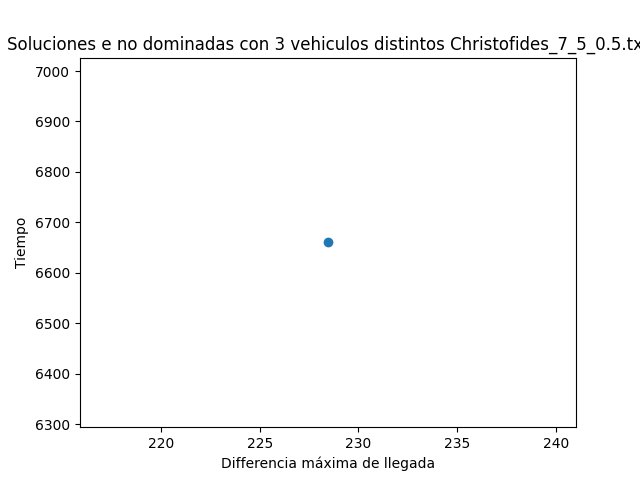 Soluciones e no dominadas con 3 vehiculos distintos Christofides_7_5_0.5.tx
7000
6900
6800
6700
6600
6500
6400
6300
Tiempo
220 225 230 235 240
Differencia máxima de llegada